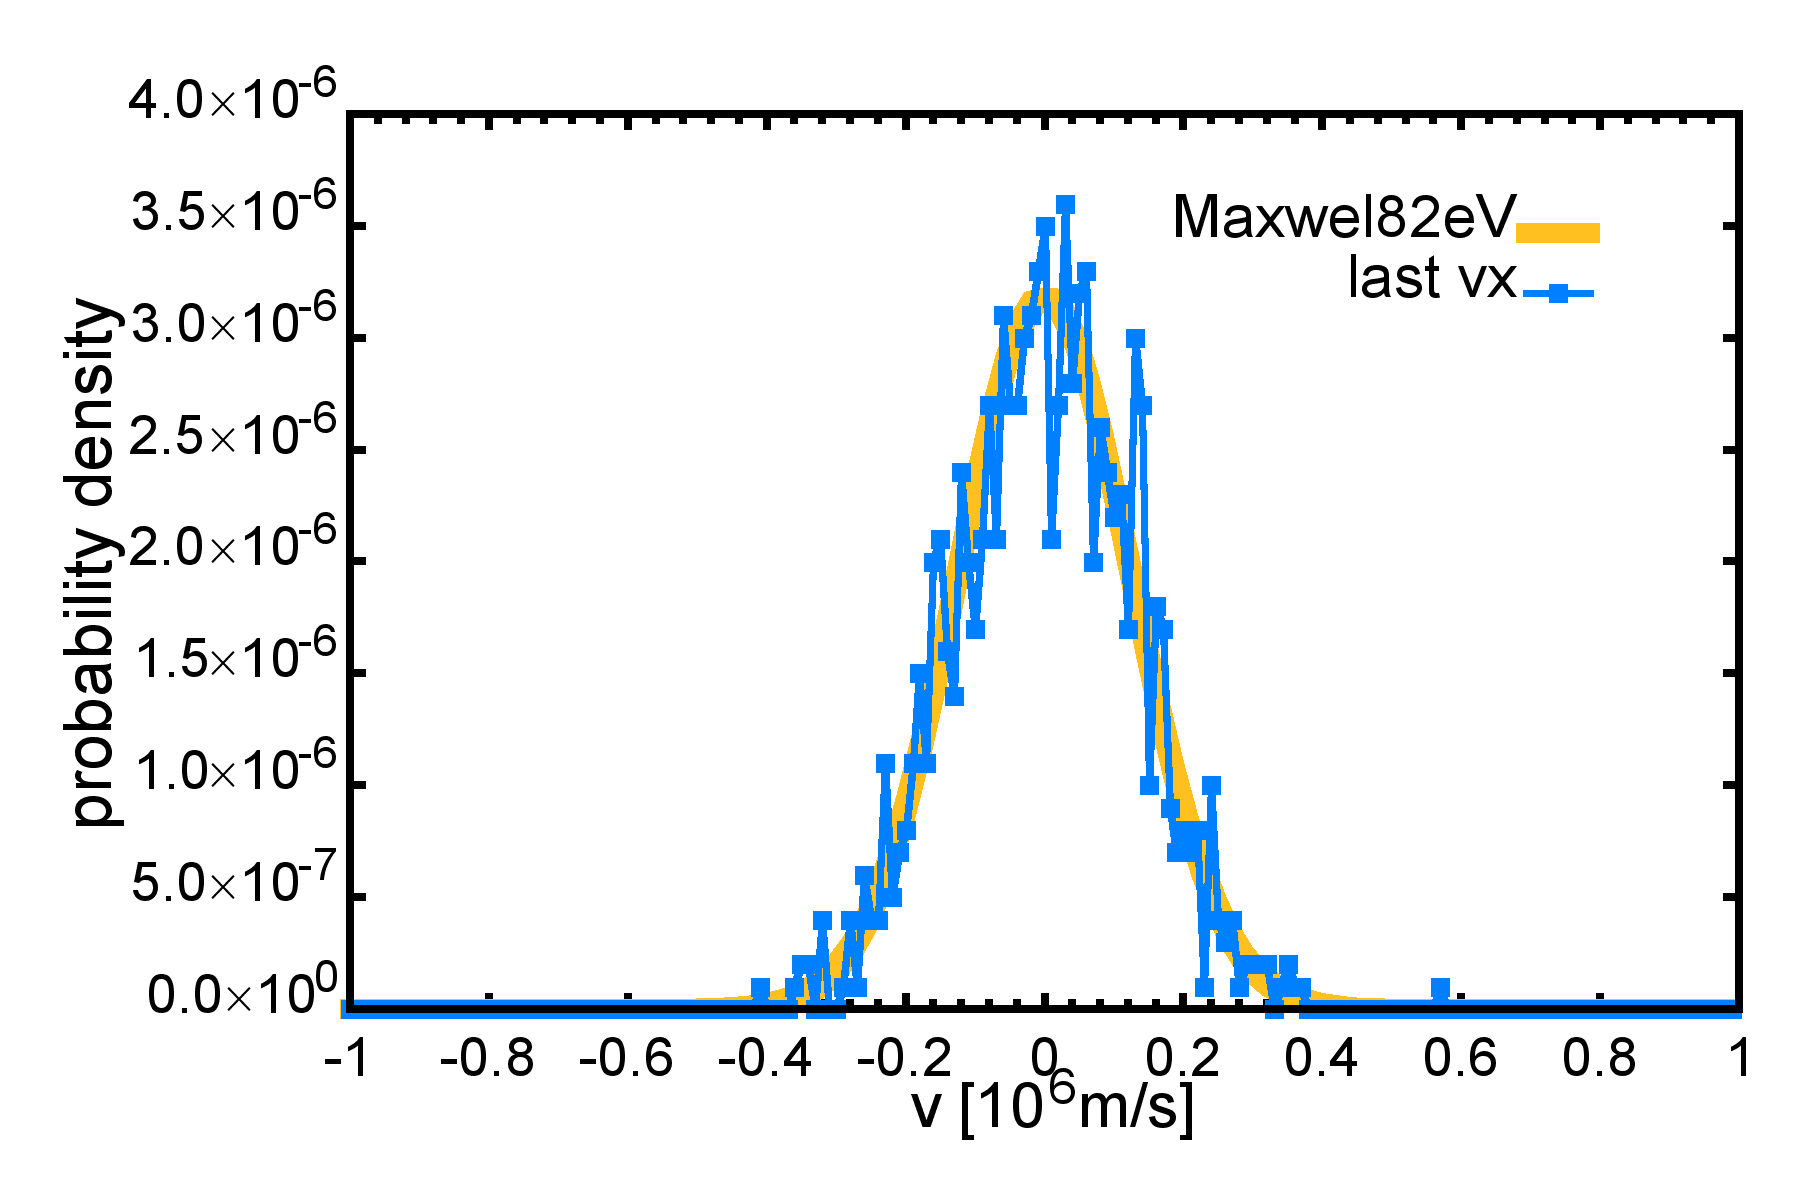 4.0×10⁻⁶
3.5×10⁻⁶
3.0×10⁻⁶
2.5×10⁻⁶
2.0×10⁻⁶
1.5×10⁻⁶
1.0×10⁻⁶
5.0×10⁻⁷
0.0×10⁰
probability density
Maxwel82eV
last vx
-1 -0.8 -0.6 -0.4 -0.2 0 0.2 0.4 0.6 0.8 1
v [10⁶m/s]